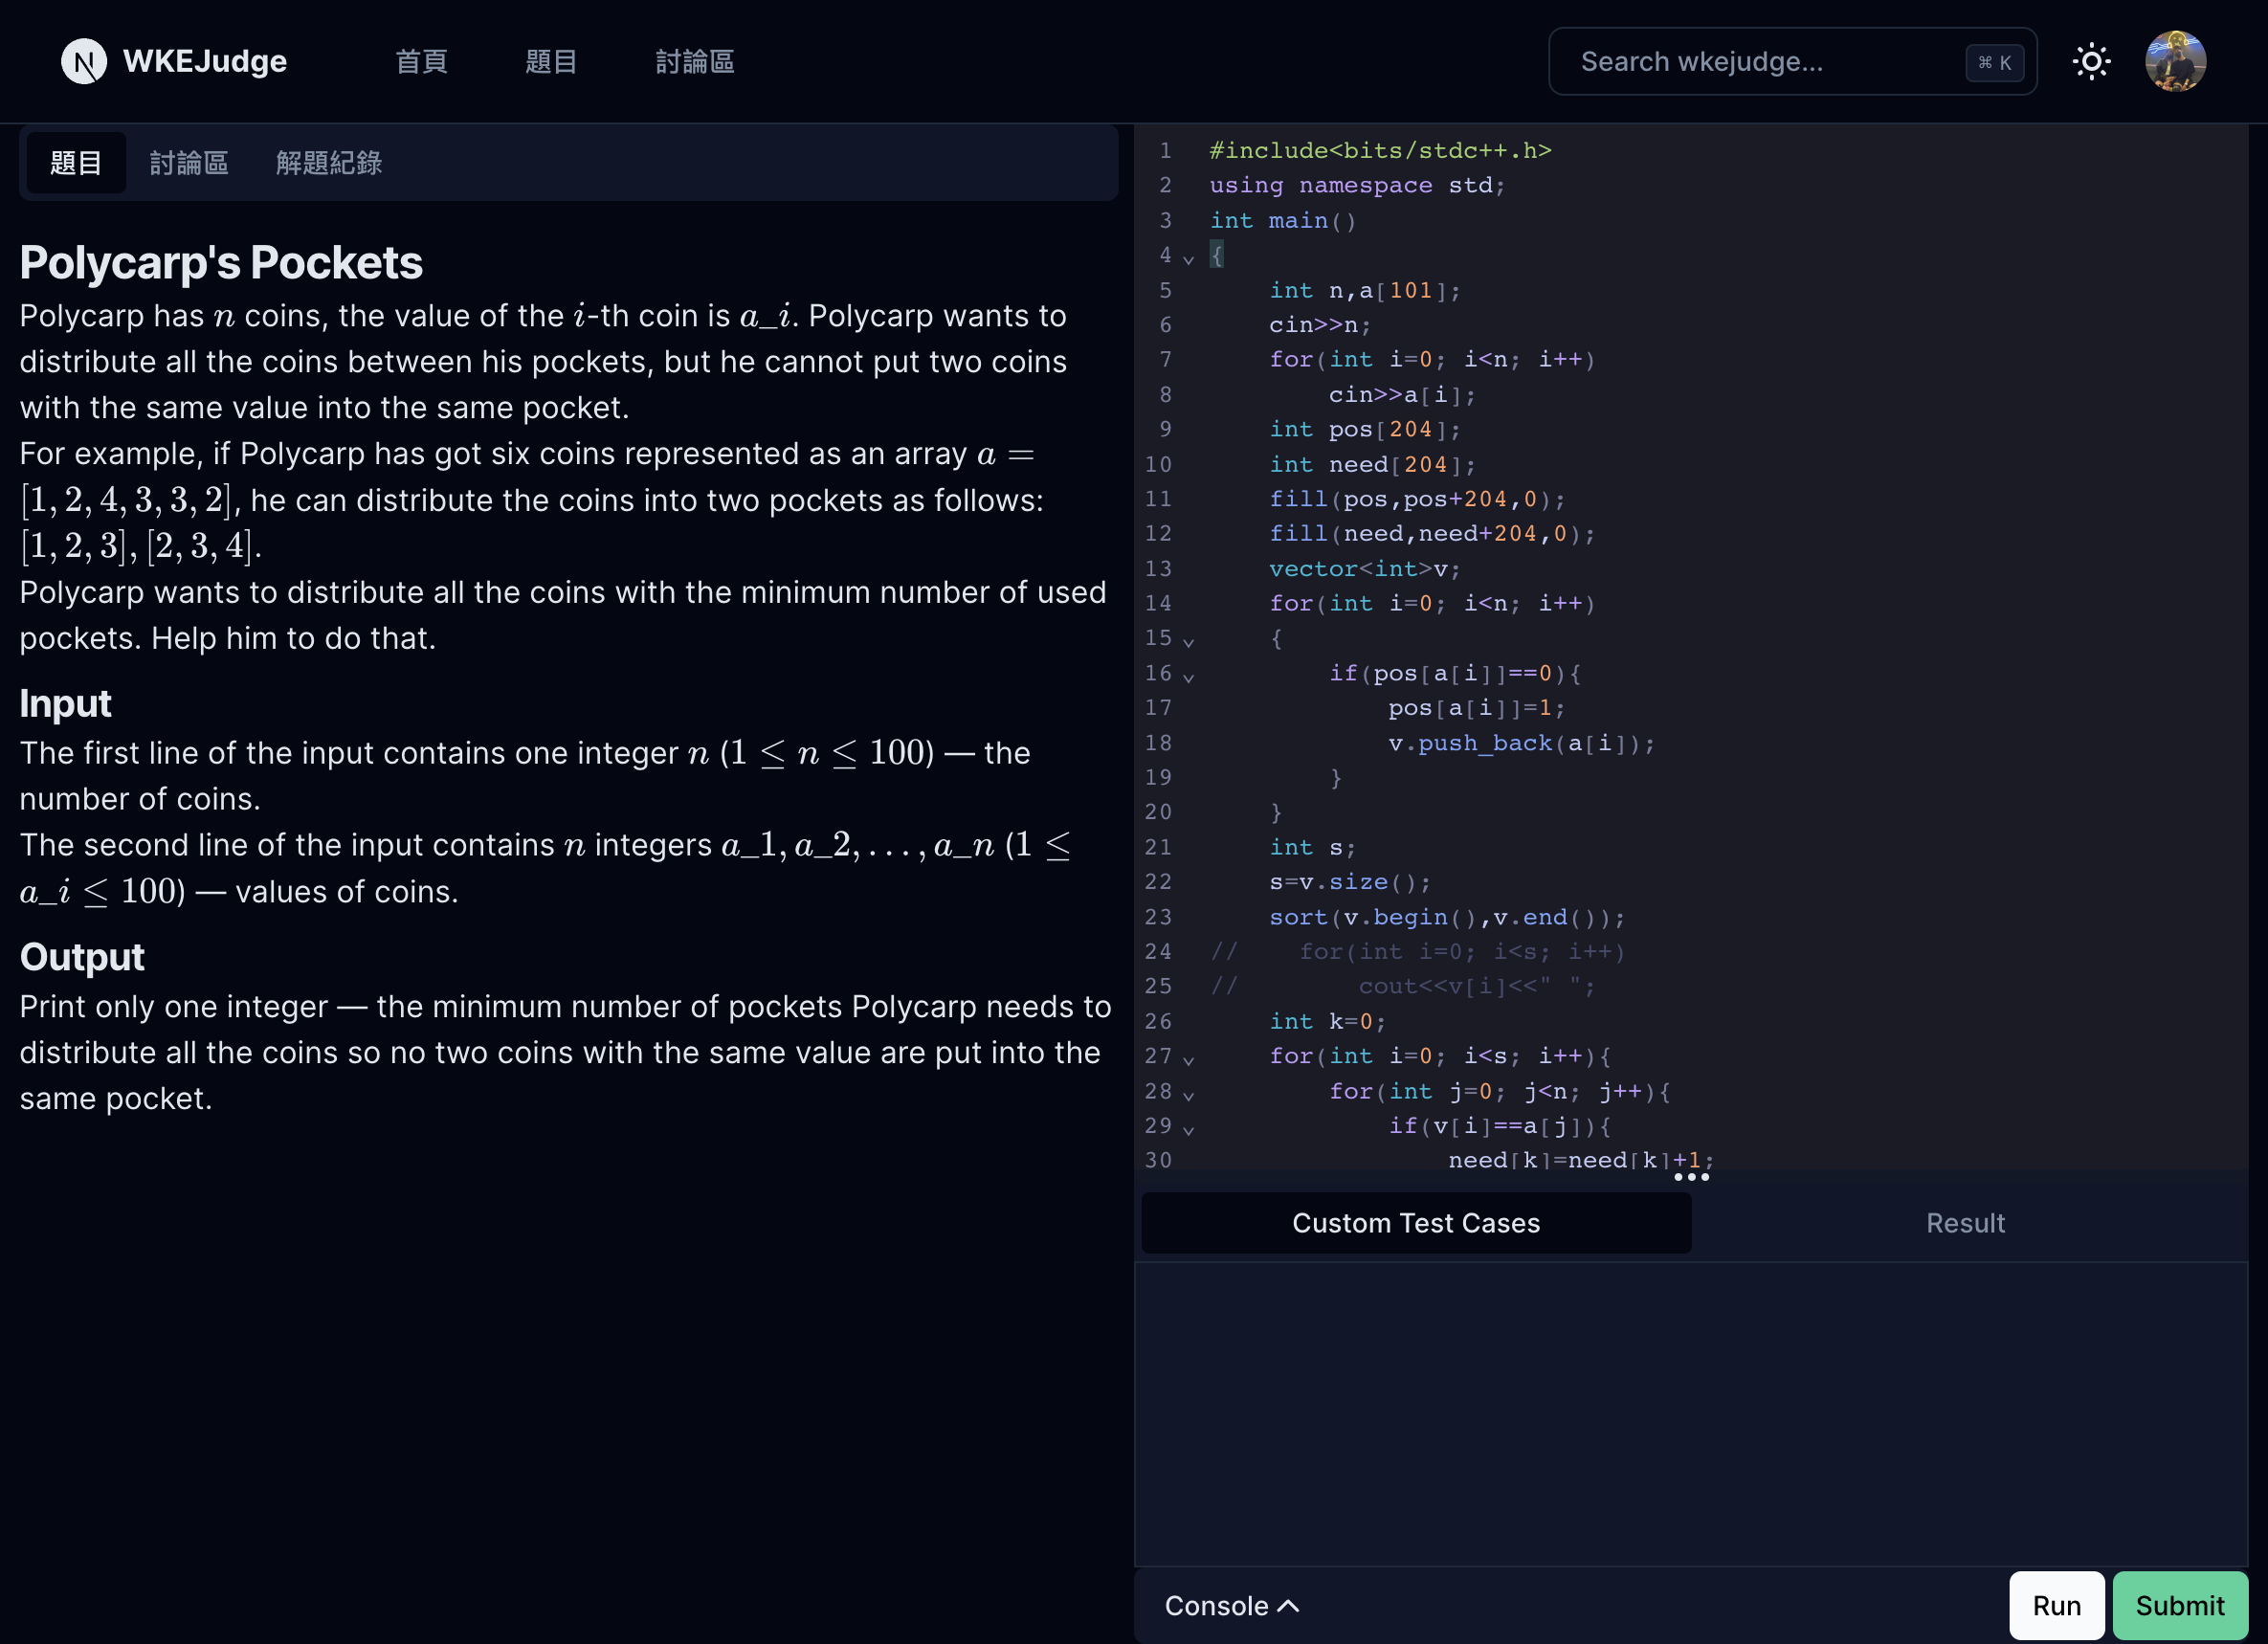 WKEJudge 首頁 題目 討論區 Search wkejudge... ⌘ K
題目 討論區 解題紀錄
Polycarp's Pockets
Polycarp has n coins, the value of the i-th coin is a_i. Polycarp wants to
distribute all the coins between his pockets, but he cannot put two coins
with the same value into the same pocket.
For example, if Polycarp has got six coins represented as an array a =
[1, 2, 4, 3, 3, 2], he can distribute the coins into two pockets as follows:
[1, 2, 3], [2, 3, 4].
Polycarp wants to distribute all the coins with the minimum number of used
pockets. Help him to do that.
Input
The first line of the input contains one integer n (1 ≤ n ≤ 100) — the
number of coins.
The second line of the input contains n integers a_1, a_2, . . . , a_n (1 ≤
a_i ≤ 100) — values of coins.
Output
Print only one integer — the minimum number of pockets Polycarp needs to
distribute all the coins so no two coins with the same value are put into the
same pocket.
1 #include<bits/stdc++.h>
2 using namespace std;
3 int main()
4 {
5     int n,a[101];
6     cin>>n;
7     for(int i=0; i<n; i++)
8         cin>>a[i];
9     int pos[204];
10     int need[204];
11     fill(pos,pos+204,0);
12     fill(need,need+204,0);
13     vector<int>v;
14     for(int i=0; i<n; i++)
15     {
16         if(pos[a[i]]==0){
17             pos[a[i]]=1;
18             v.push_back(a[i]);
19         }
20     }
21     int s;
22     s=v.size();
23     sort(v.begin(),v.end());
24 //    for(int i=0; i<s; i++)
25 //        cout<<v[i]<<" ";
26     int k=0;
27     for(int i=0; i<s; i++){
28         for(int j=0; j<n; j++){
29             if(v[i]==a[j]){
30                 need[k]=need[k]+1;
Custom Test Cases Result
Console Run Submit